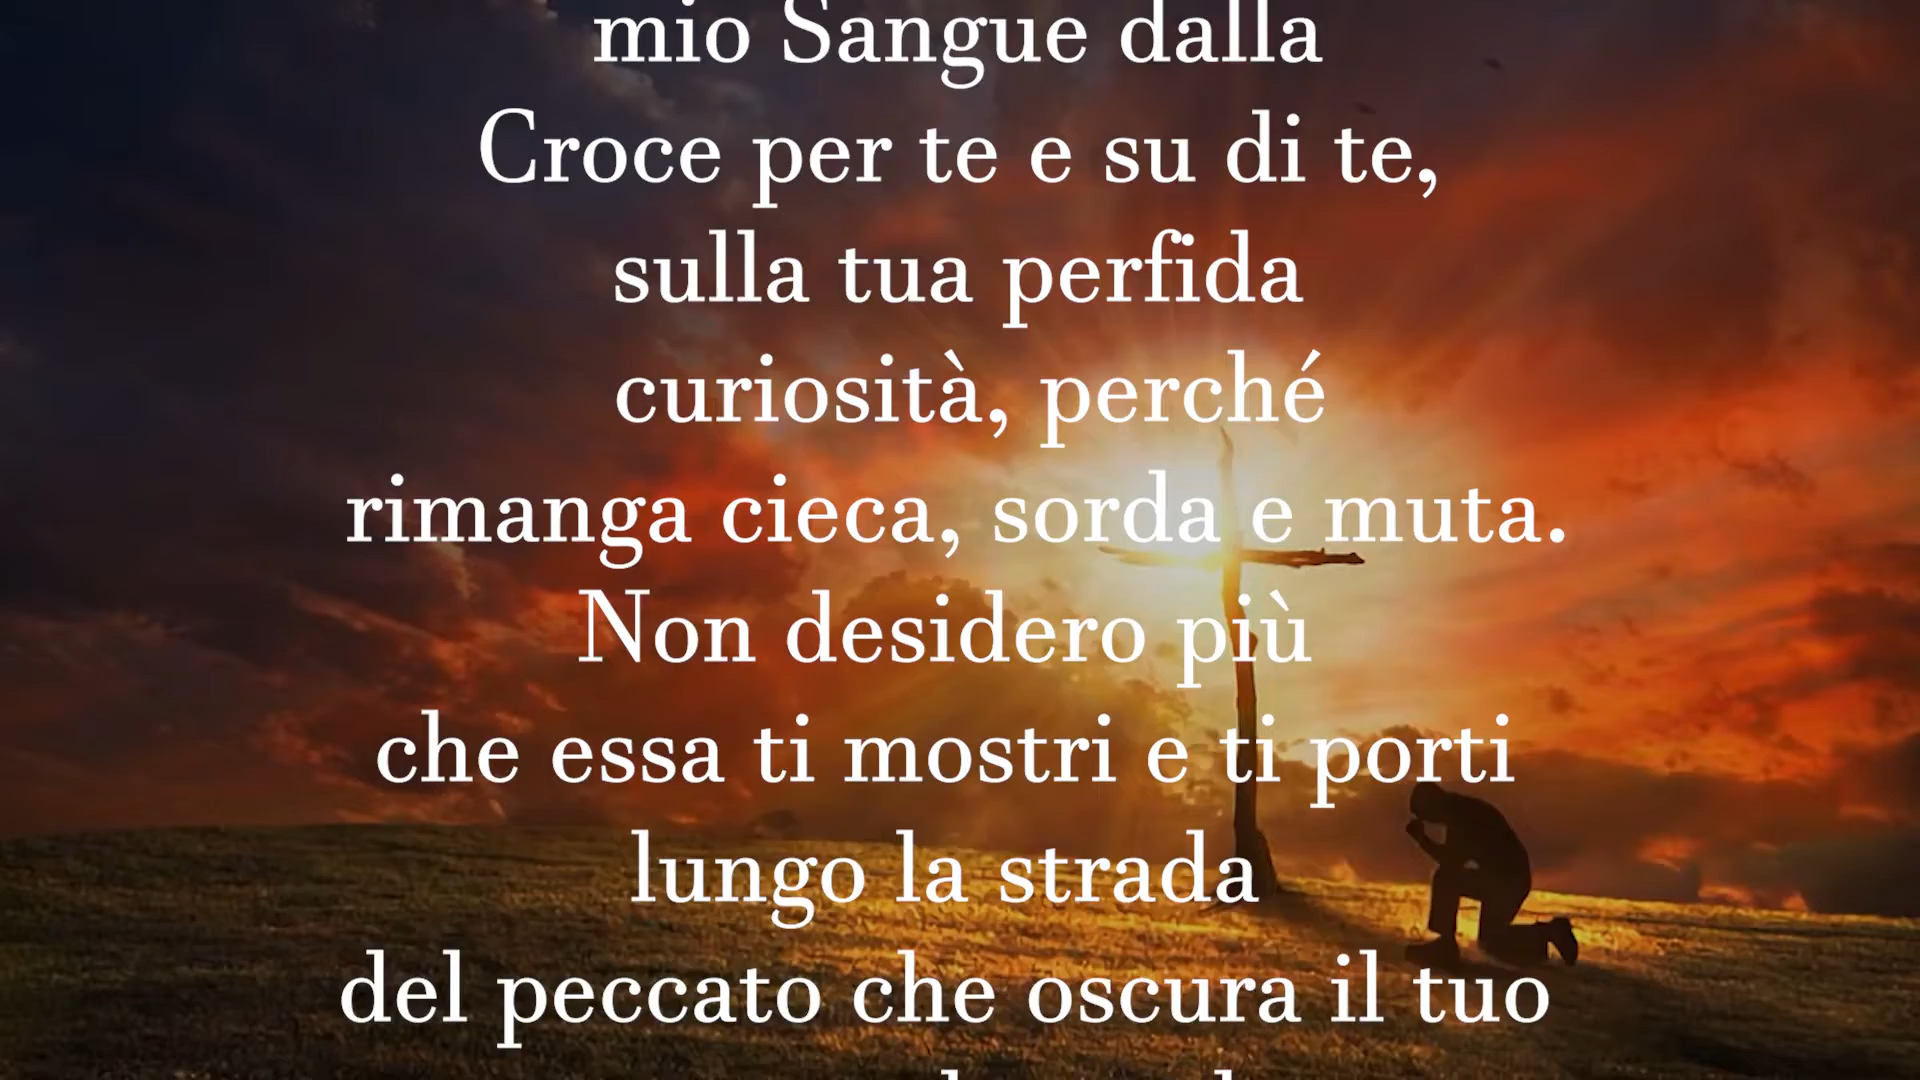 mio Sangue dalla
Croce per te e su di te,
sulla tua perfida
curiosità, perché
rimanga cieca, sorda e muta.
Non desidero più
che essa ti mostri e ti porti
lungo la strada
del peccato che oscura il tuo